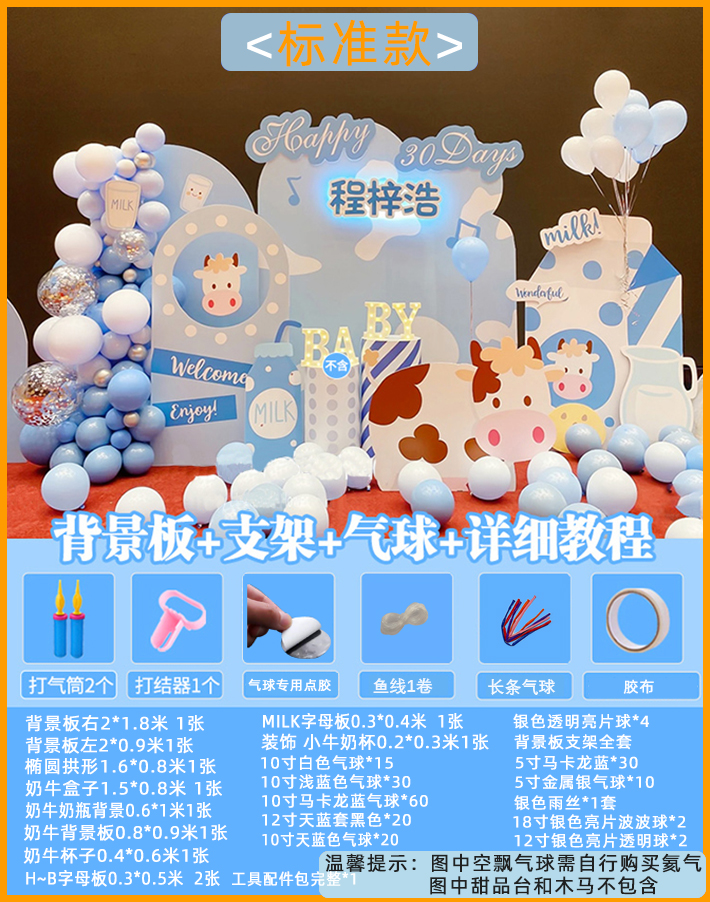 <标准款>
Happy
30 Days
程梓浩
MILK
milk!
Wonderful
BABY
不含
Welcome
Enjoy!
MILK
背景板+支架+气球+详细教程
打气筒2个
打结器1个
气球专用点胶
鱼线1卷
长条气球
胶布
背景板右2*1.8米 1张
背景板左2*0.9米1张
椭圆拱形1.6*0.8米1张
奶牛盒子1.5*0.8米 1张
奶牛奶瓶背景0.6*1米1张
奶牛背景板0.8*0.9米1张
奶牛杯子0.4*0.6米1张
H~B字母板0.3*0.5米 2张
MILK字母板0.3*0.4米 1张
装饰 小牛奶杯0.2*0.3米1张
10寸白色气球*15
10寸浅蓝色气球*30
10寸马卡龙蓝气球*60
12寸天蓝套黑色*20
10寸天蓝色气球*20
工具配件包完整*1
银色透明亮片球*4
背景板支架全套
5寸马卡龙蓝*30
5寸金属银气球*10
银色雨丝*1套
18寸银色亮片波波球*2
12寸银色亮片透明球*2
温馨提示：图中空飘气球需自行购买氦气
图中甜品台和木马不包含